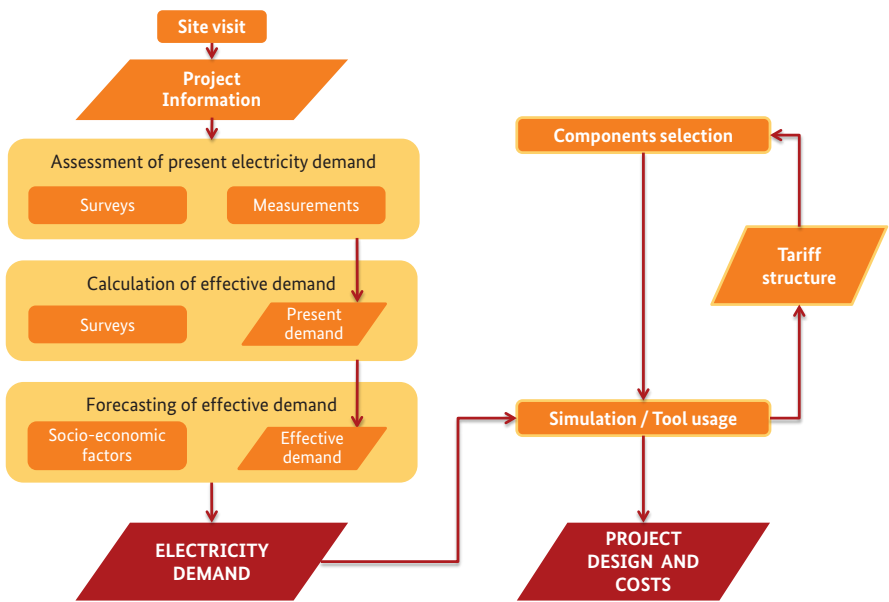 Site visit
Project
Information
Assessment of present electricity demand
Surveys
Measurements
Calculation of effective demand
Surveys
Present
demand
Forecasting of effective demand
Socio-economic
factors
Effective
demand
ELECTRICITY
DEMAND
Components selection
Tariff
structure
Simulation / Tool usage
PROJECT
DESIGN AND
COSTS